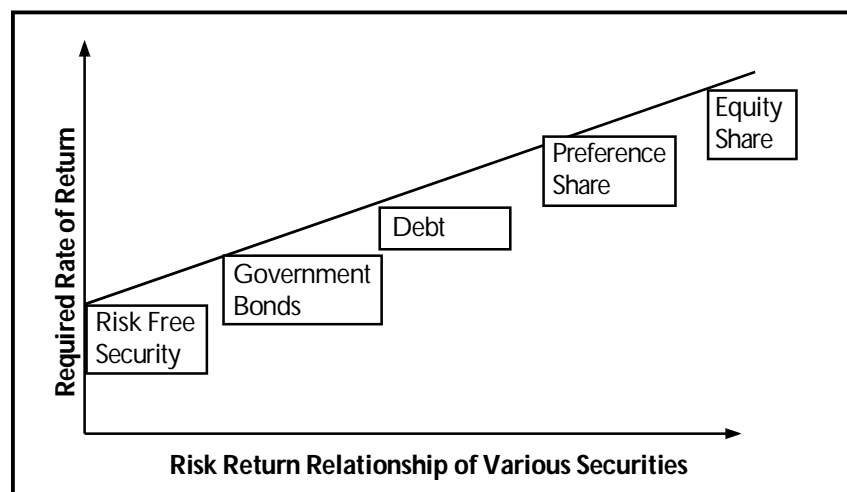 Required Rate of Return
Equity
Share
Preference
Share
Debt
Government
Bonds
Risk Free
Security
Risk Return Relationship of Various Securities